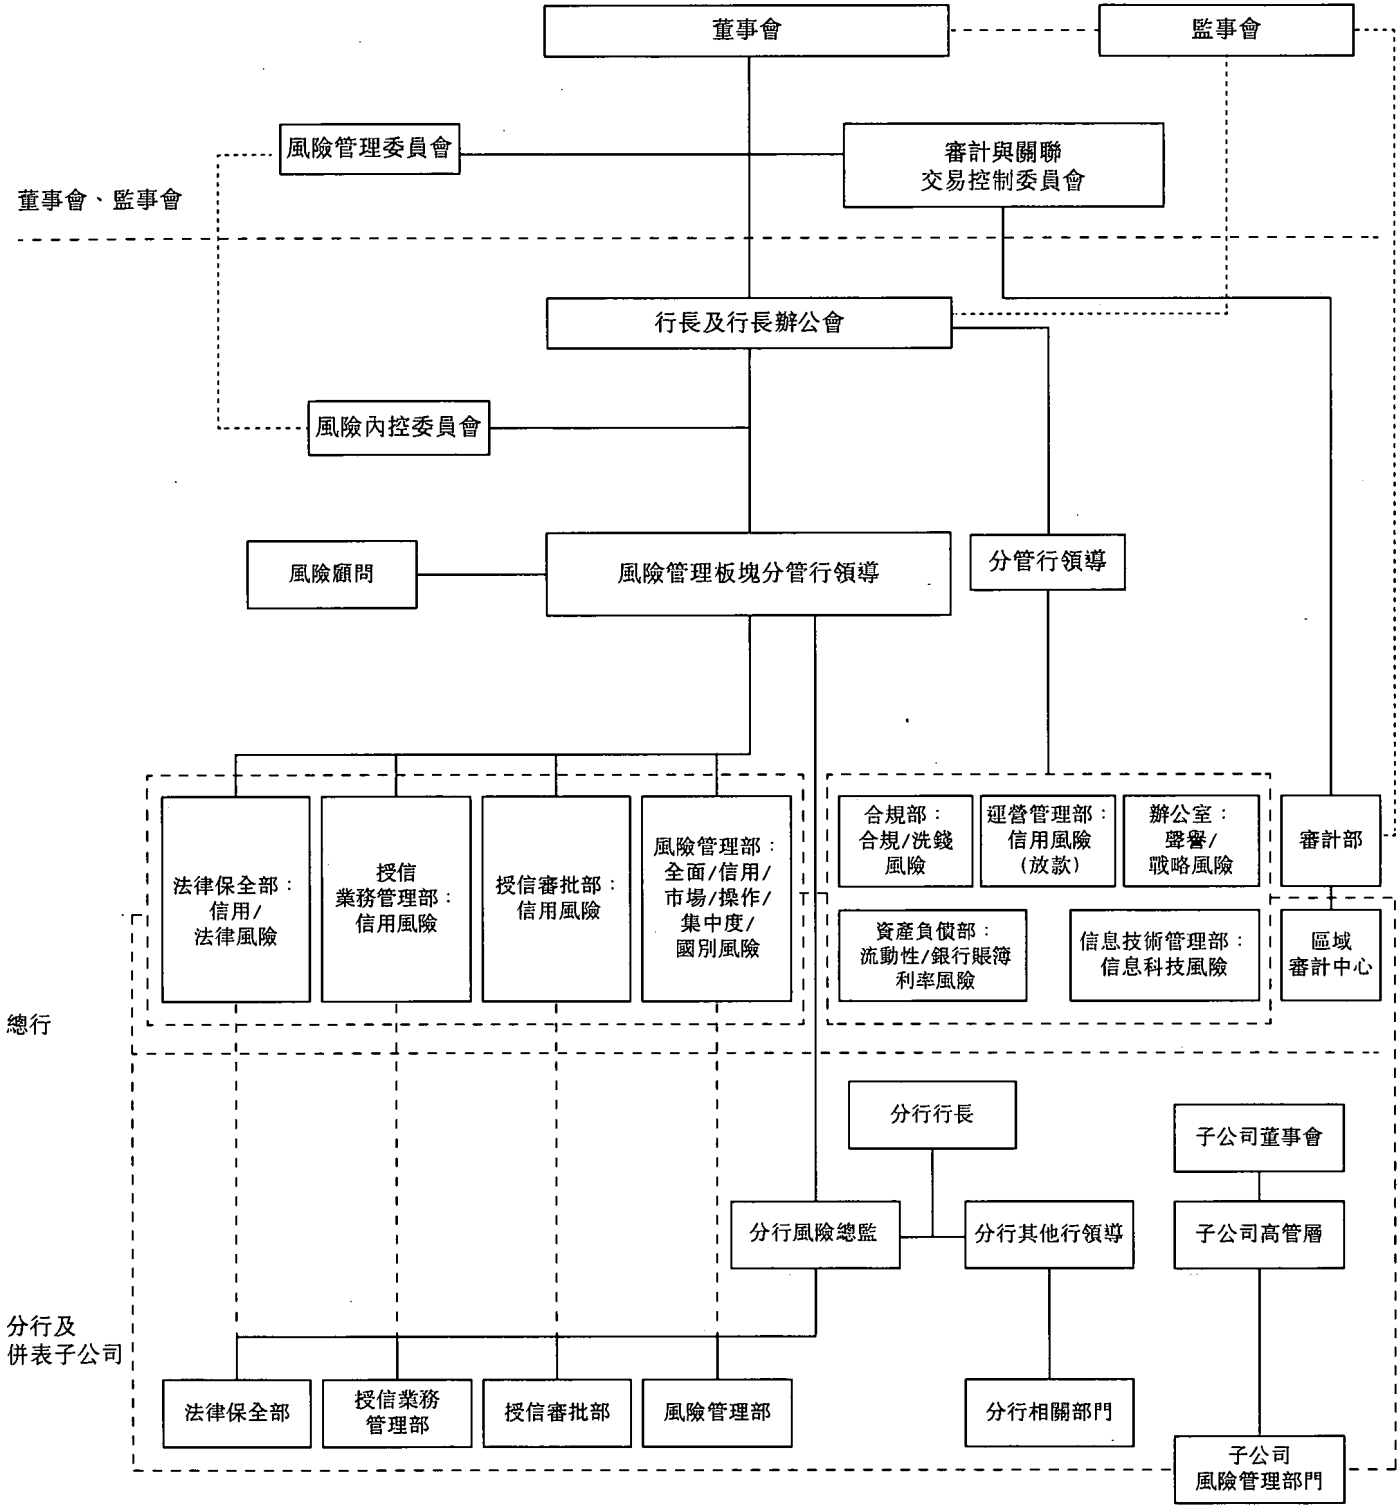 董事會
監事會
風險管理委員會
審計與關聯
交易控制委員會
董事會、監事會
行長及行長辦公會
風險內控委員會
風險顧問
風險管理板塊分管行領導
分管行領導
法律保全部：
信用/
法律風險
授信
業務管理部：
信用風險
授信審批部：
信用風險
風險管理部：
全面/信用/
市場/操作/
集中度/
國別風險
合規部：
合規/洗錢
風險
運營管理部：
信用風險
(放款)
辦公室：
聲譽/
戰略風險
審計部
資產負債部：
流動性/銀行賬簿
利率風險
信息技術管理部：
信息科技風險
區域
審計中心
總行
分行行長
子公司董事會
分行風險總監
分行其他行領導
子公司高管層
分行及
併表子公司
法律保全部
授信業務
管理部
授信審批部
風險管理部
分行相關部門
子公司
風險管理部門